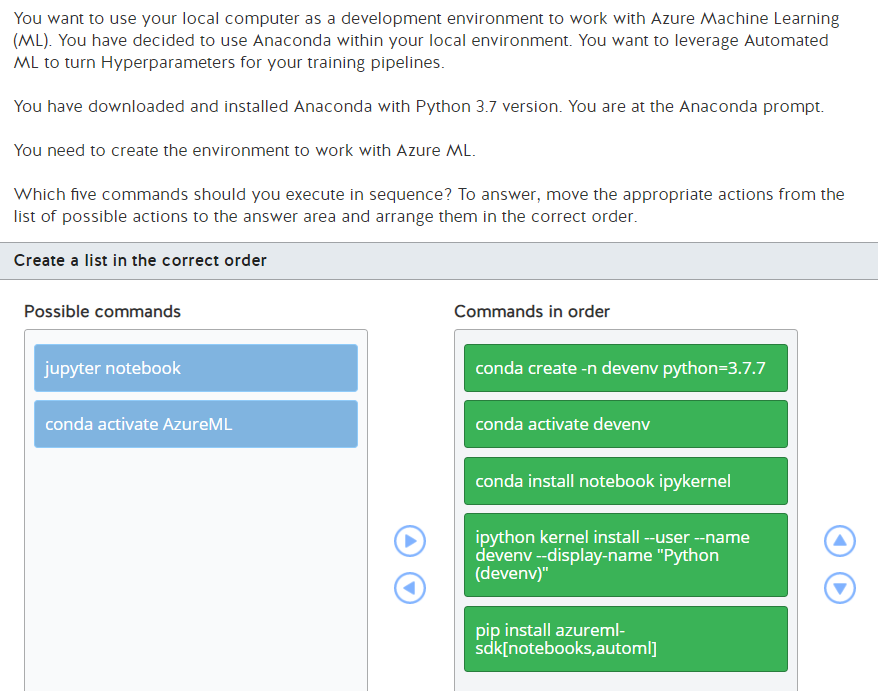 You want to use your local computer as a development environment to work with Azure Machine Learning
(ML). You have decided to use Anaconda within your local environment. You want to leverage Automated
ML to turn Hyperparameters for your training pipelines.
You have downloaded and installed Anaconda with Python 3.7 version. You are at the Anaconda prompt.
You need to create the environment to work with Azure ML.
Which five commands should you execute in sequence? To answer, move the appropriate actions from the
list of possible actions to the answer area and arrange them in the correct order.
Create a list in the correct order
Possible commands
jupyter notebook
conda activate AzureML
Commands in order
conda create -n devenv python=3.7.7
conda activate devenv
conda install notebook ipykernel
ipython kernel install --user --name
devenv --display-name "Python
(devenv)"
pip install azureml-
sdk[notebooks,automl]